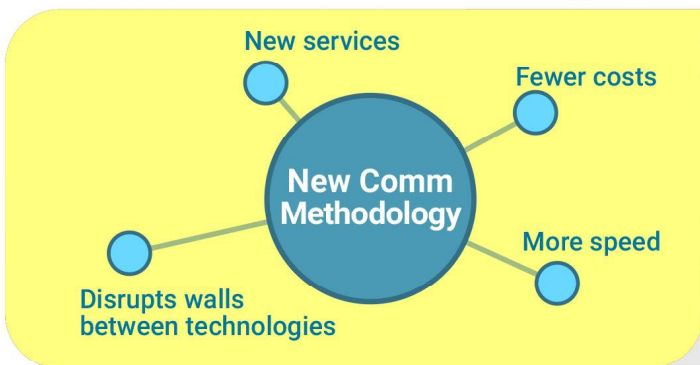 New services
Fewer costs
New Comm
Methodology
More speed
Disrupts walls
between technologies